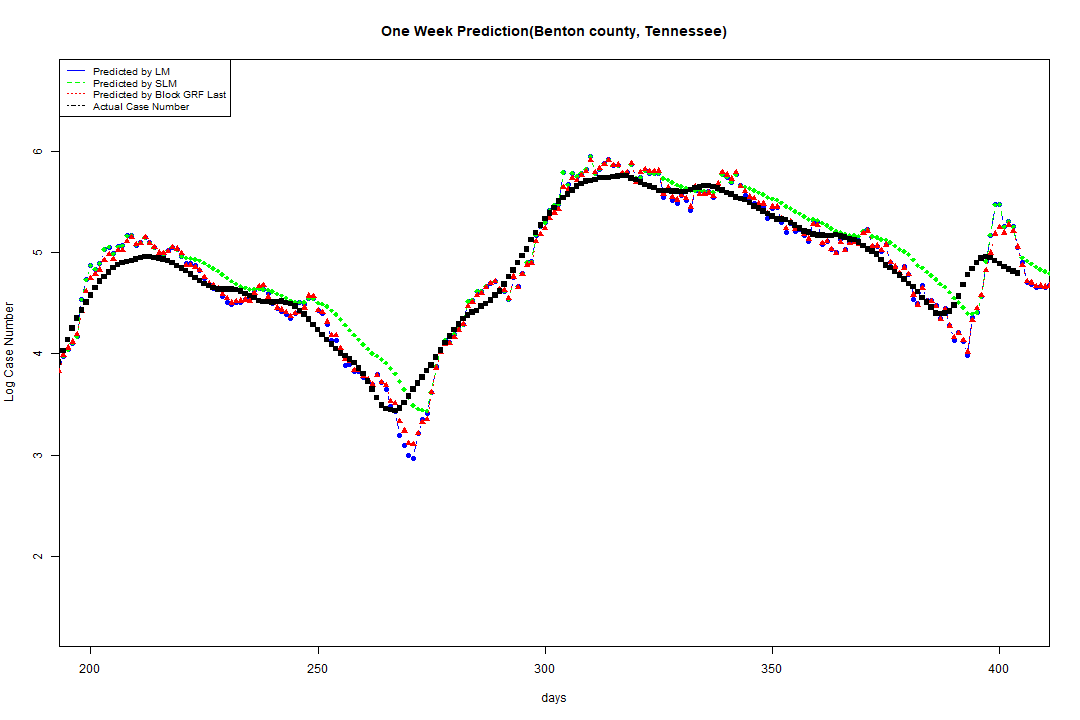 One Week Prediction(Benton county, Tennessee)
Predicted by LM
Predicted by SLM
Predicted by Block GRF Last
Actual Case Number
6
5
4
3
2
Log Case Number
200 250 300 350 400
days